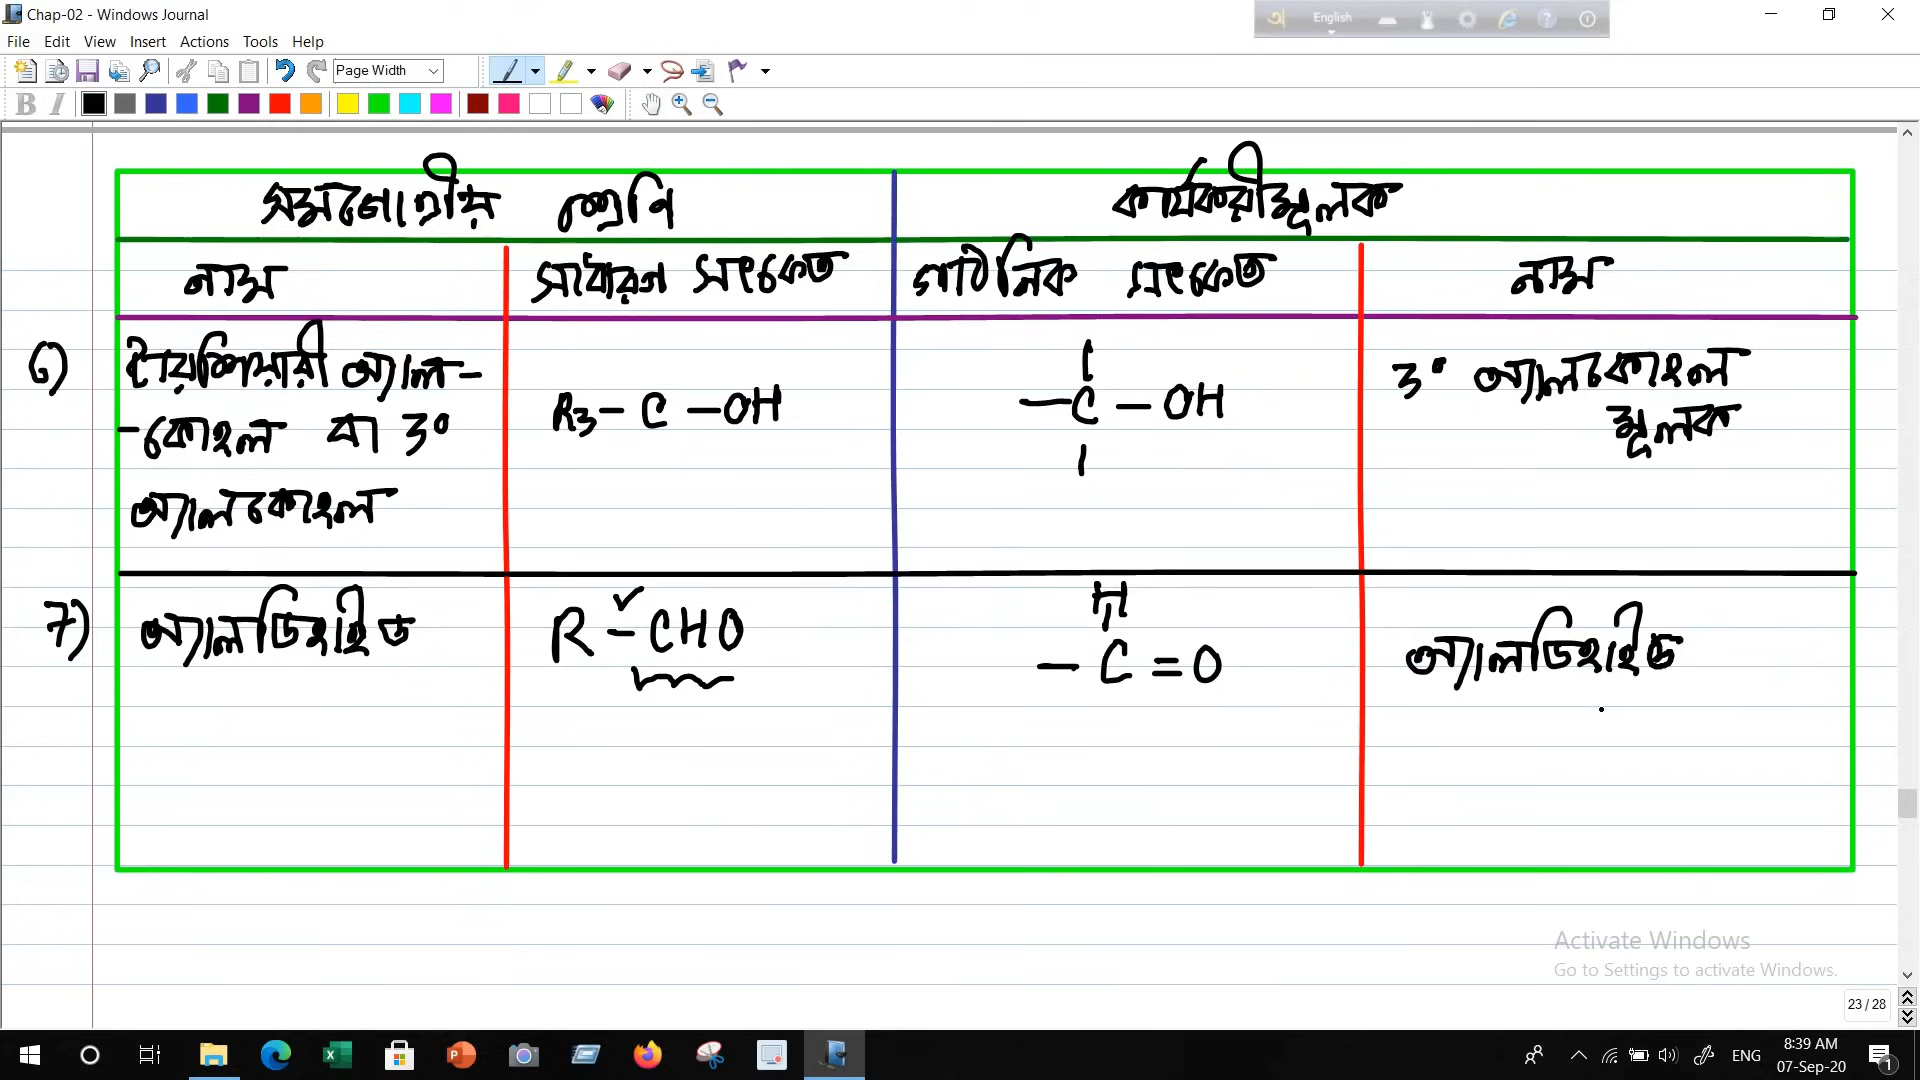 Chap-02 - Windows Journal
English
File Edit View Insert Actions Tools Help
Page Width
B I
সমগোত্রীয় শ্রেণি কার্যকরীমূলক
নাম সাধারণ সংকেত গাঠনিক সংকেত নাম
6) টারশিয়ারী অ্যাল-
-কোহল বা 3°
অ্যালকোহল
R3- C -OH
|
- C - OH
|
3° অ্যালকোহল
মূলক
7) অ্যালডিহাইড R - CHO
H
|
- C = O
অ্যালডিহাইড
Activate Windows
Go to Settings to activate Windows.
23 / 28
ENG
8:39 AM
07-Sep-20
1